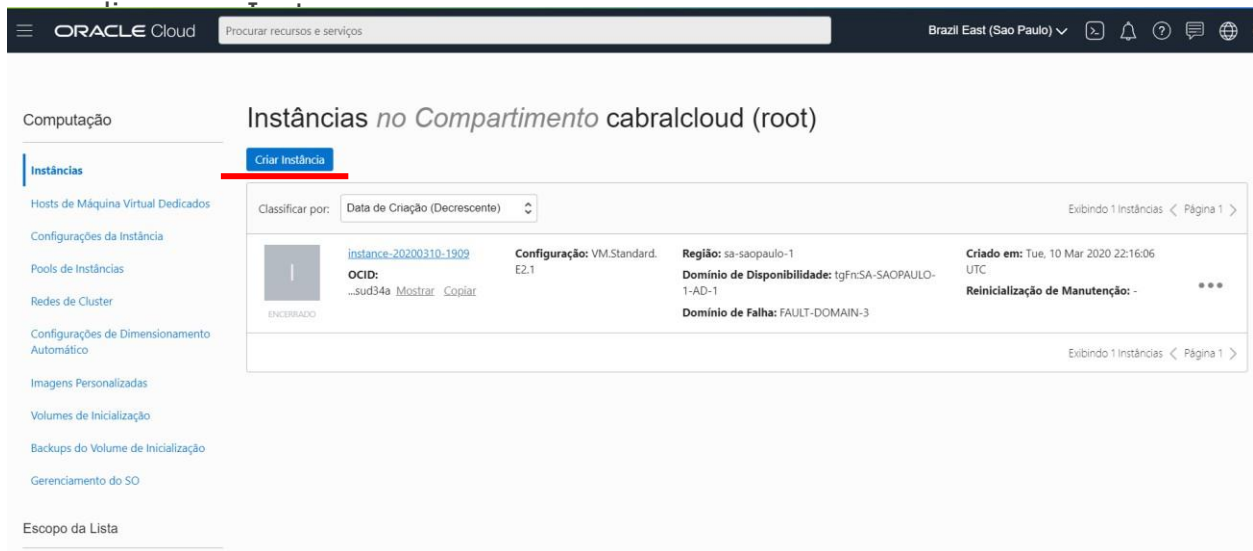 ORACLE Cloud
Procurar recursos e serviços
Brazil East (Sao Paulo)
Computação
Instâncias
Hosts de Máquina Virtual Dedicados
Configurações da Instância
Pools de Instâncias
Redes de Cluster
Configurações de Dimensionamento
Automático
Imagens Personalizadas
Volumes de Inicialização
Backups do Volume de Inicialização
Gerenciamento do SO
Escopo da Lista
Instâncias no Compartimento cabralcloud (root)
Criar Instância
Classificar por:
Data de Criação (Decrescente)
Exibindo 1 Instâncias < Página 1 >
I
ENCERRADO
instance-20200310-1909
OCID:
...sud34a Mostrar Copiar
Configuração: VM.Standard.
E2.1
Região: sa-saopaulo-1
Domínio de Disponibilidade: tgFn:SA-SAOPAULO-
1-AD-1
Domínio de Falha: FAULT-DOMAIN-3
Criado em: Tue, 10 Mar 2020 22:16:06
UTC
Reinicialização de Manutenção: -
Exibindo 1 Instâncias < Página 1 >